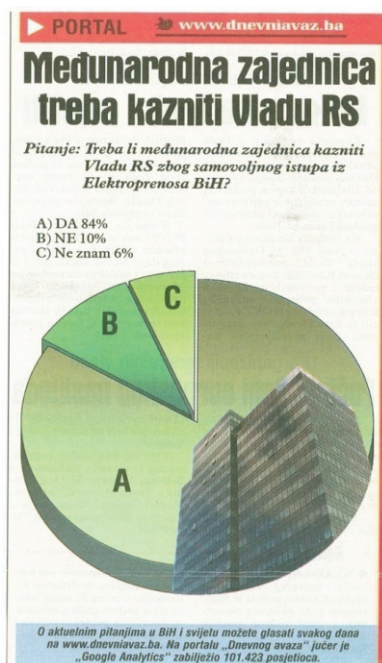 PORTAL www.dnevniavaz.ba
Međunarodna zajednica
treba kazniti Vladu RS
Pitanje: Treba li međunarodna zajednica kazniti
Vladu RS zbog samovoljnog istupa iz
Elektroprenosa BiH?
A) DA 84%
B) NE 10%
C) Ne znam 6%
C
B
A
O aktuelnim pitanjima u BiH i svijetu možete glasati svakog dana
na www.dnevniavaz.ba. Na portalu „Dnevnog avaza" jučer je
„Google Analytics" zabilježio 101.423 posjetioca.